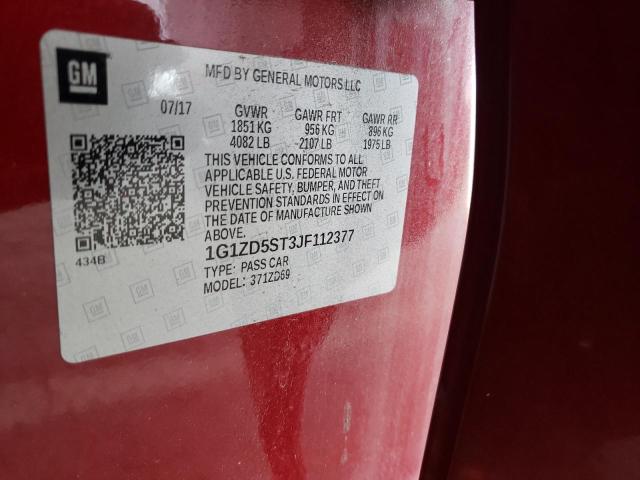 GM
MFD BY GENERAL MOTORS LLC
07/17
GVWR GAWR FRT GAWR RR
1851 KG 956 KG 896 KG
4082 LB 2107 LB 1975 LB
THIS VEHICLE CONFORMS TO ALL
APPLICABLE U.S. FEDERAL MOTOR
VEHICLE SAFETY, BUMPER, AND THEFT
PREVENTION STANDARDS IN EFFECT ON
THE DATE OF MANUFACTURE SHOWN
ABOVE.
1G1ZD5ST3JF112377
TYPE: PASS CAR
MODEL: 371ZD69
434B